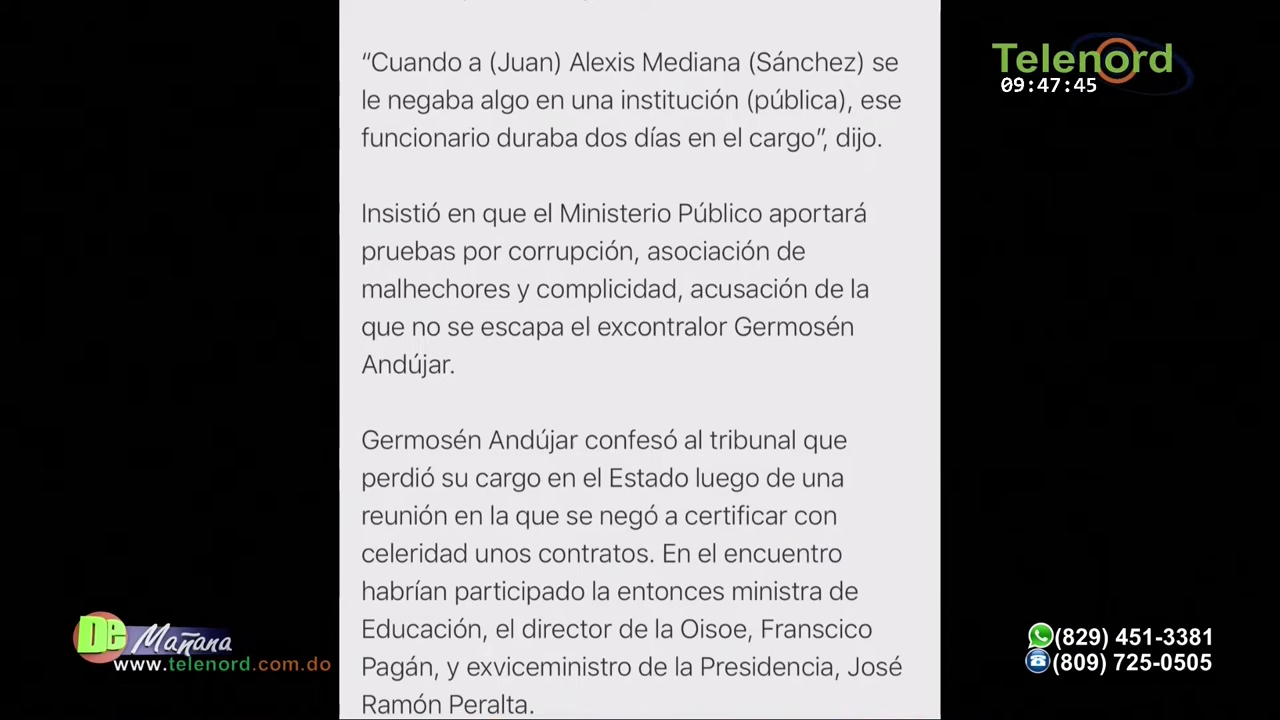 “Cuando a (Juan) Alexis Mediana (Sánchez) se
le negaba algo en una institución (pública), ese
funcionario duraba dos días en el cargo”, dijo.
Insistió en que el Ministerio Público aportará
pruebas por corrupción, asociación de
malhechores y complicidad, acusación de la
que no se escapa el excontralor Germosén
Andújar.
Germosén Andújar confesó al tribunal que
perdió su cargo en el Estado luego de una
reunión en la que se negó a certificar con
celeridad unos contratos. En el encuentro
habrían participado la entonces ministra de
Educación, el director de la Oisoe, Franscico
Pagán, y exviceministro de la Presidencia, José
Ramón Peralta.
Telenord
09:47:45
De Mañana
www.telenord.com.do
(829) 451-3381
(809) 725-0505